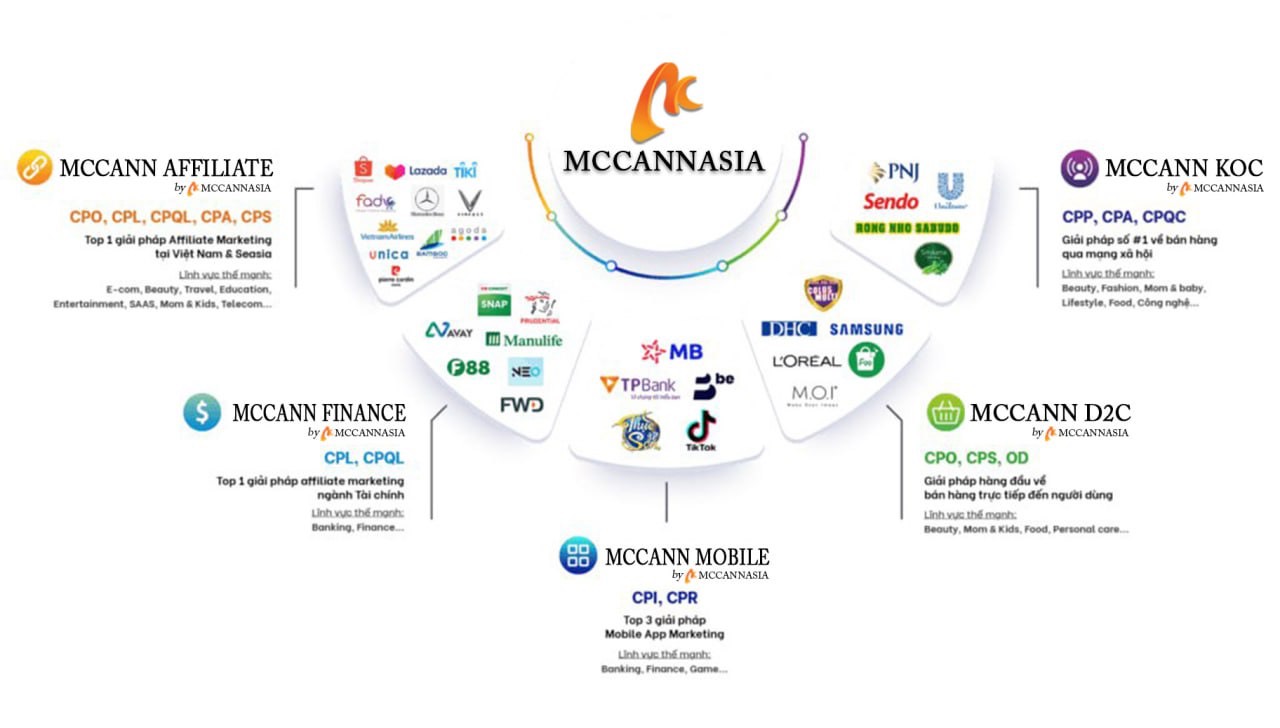 MCCANNASIA
MCCANN AFFILIATE
by MCCANNASIA
CPO, CPL, CPQL, CPA, CPS
Top 1 giải pháp Affiliate Marketing
tại Việt Nam & Seasia
Lĩnh vực thế mạnh:
E-com, Beauty, Travel, Education,
Entertainment, SAAS, Mom & Kids, Telecom...
Shopee
Lazada
TIKI
fado
Mercedes-Benz
VINFAST
Vietnam Airlines
agoda
unica
BAMBOO
pierre cardin
MCCANN FINANCE
by MCCANNASIA
CPL, CPQL
Top 1 giải pháp affiliate marketing
ngành Tài chính
Lĩnh vực thế mạnh:
Banking, Finance...
SNAP
PRUDENTIAL
AVAY
Manulife
F88
NEO
FWD
MCCANN MOBILE
by MCCANNASIA
CPI, CPR
Top 3 giải pháp
Mobile App Marketing
Lĩnh vực thế mạnh:
Banking, Finance, Game...
MB
TPBank
Vì chúng tôi hiểu bạn
be
TikTok
MCCANN D2C
by MCCANNASIA
CPO, CPS, OD
Giải pháp hàng đầu về
bán hàng trực tiếp đến người dùng
Lĩnh vực thế mạnh:
Beauty, Mom & Kids, Food, Personal care...
COLOS MULTI
DHC
SAMSUNG
L'ORÉAL
M.O.I
MCCANN KOC
by MCCANNASIA
CPP, CPA, CPQC
Giải pháp số #1 về bán hàng
qua mạng xã hội
Lĩnh vực thế mạnh:
Beauty, Fashion, Mom & baby,
Lifestyle, Food, Công nghệ...
PNJ
Unilever
Sendo
RONG NHO SABUDO